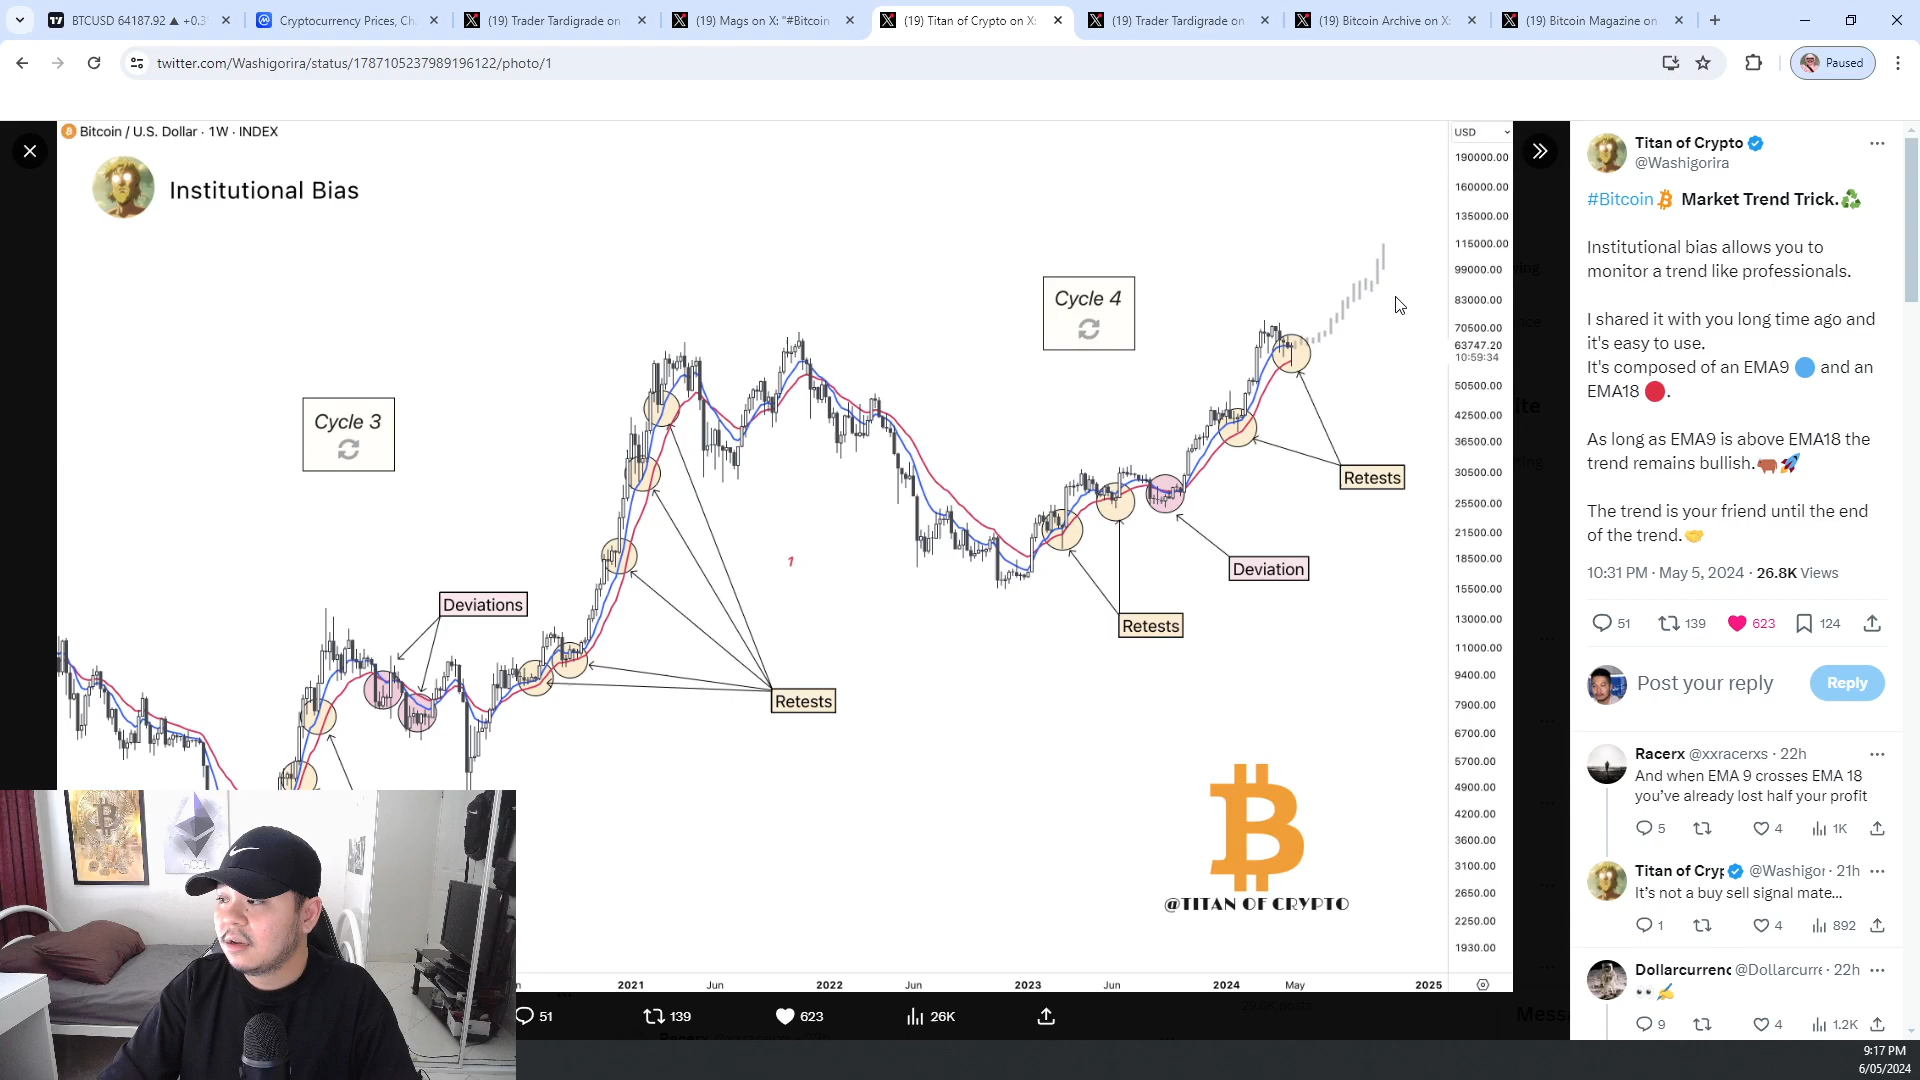 BTCUSD 64187.92 ▲ +0.3
Cryptocurrency Prices, Ch
(19) Trader Tardigrade on
(19) Mags on X: "#Bitcoin
(19) Titan of Crypto on X:
(19) Trader Tardigrade on
(19) Bitcoin Archive on X:
(19) Bitcoin Magazine on
twitter.com/Washigorira/status/1787105237989196122/photo/1
Paused
Bitcoin / U.S. Dollar · 1W · INDEX
Institutional Bias
USD
190000.00
160000.00
135000.00
115000.00
99000.00
83000.00
70500.00
63747.20
10:59:34
50500.00
42500.00
36500.00
30500.00
25500.00
21500.00
18500.00
15500.00
13000.00
11000.00
9400.00
7900.00
6700.00
5700.00
4900.00
4200.00
3600.00
3100.00
2650.00
2250.00
1930.00
Cycle 3
Cycle 4
Deviations
Retests
1
Retests
Deviation
Retests
@TITAN OF CRYPTO
2021
Jun
2022
Jun
2023
Jun
2024
May
2025
51
139
623
26K
Titan of Crypto
@Washigorira
#Bitcoin Market Trend Trick.♻️
Institutional bias allows you to
monitor a trend like professionals.
I shared it with you long time ago and
it's easy to use.
It's composed of an EMA9 🔵 and an
EMA18 🔴.
As long as EMA9 is above EMA18 the
trend remains bullish.🐂🚀
The trend is your friend until the end
of the trend.🤝
10:31 PM · May 5, 2024 · 26.8K Views
51
139
623
124
Post your reply
Reply
Racerx @xxracerxs · 22h
And when EMA 9 crosses EMA 18
you've already lost half your profit
5
4
1K
Titan of Cryp @Washigor · 21h
It's not a buy sell signal mate...
1
4
892
Dollarcurrenc @Dollarcurre · 22h
👀✍️
9
4
1.2K
9:17 PM
6/05/2024